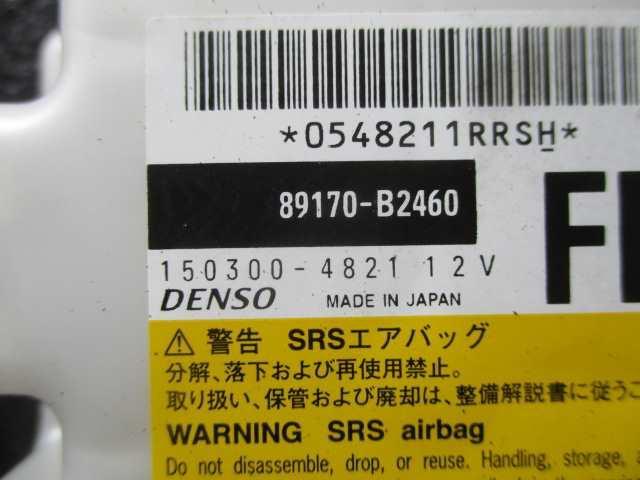 *0548211RRSH*
89170-B2460
150300-4821 12V
DENSO MADE IN JAPAN
⚠ 警告 SRSエアバッグ
分解、落下および再使用禁止。
取り扱い、保管および廃却は、整備解説書に従うこ
WARNING SRS airbag
Do not disassemble, drop, or reuse. Handling, storage, a